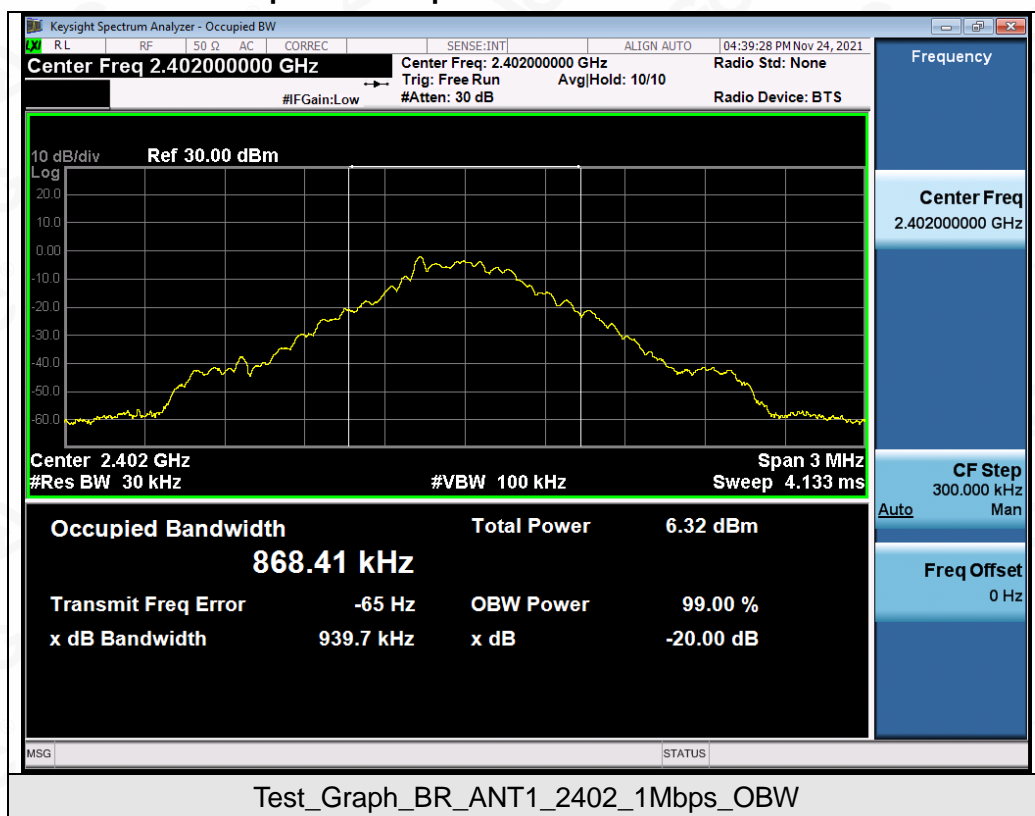 Keysight Spectrum Analyzer - Occupied BW
LXI RL RF 50 Ω AC CORREC SENSE:INT ALIGN AUTO 04:39:28 PM Nov 24, 2021
Center Freq 2.402000000 GHz
#IFGain:Low
Center Freq: 2.402000000 GHz
Trig: Free Run Avg|Hold: 10/10
#Atten: 30 dB
Radio Std: None
Radio Device: BTS
10 dB/div Ref 30.00 dBm
Log
20.0
10.0
0.00
-10.0
-20.0
-30.0
-40.0
-50.0
-60.0
Center 2.402 GHz Span 3 MHz
#Res BW 30 kHz #VBW 100 kHz Sweep 4.133 ms
Occupied Bandwidth Total Power 6.32 dBm
868.41 kHz
Transmit Freq Error -65 Hz OBW Power 99.00 %
x dB Bandwidth 939.7 kHz x dB -20.00 dB
MSG STATUS
Frequency
Center Freq
2.402000000 GHz
CF Step
300.000 kHz
Auto Man
Freq Offset
0 Hz
Test_Graph_BR_ANT1_2402_1Mbps_OBW